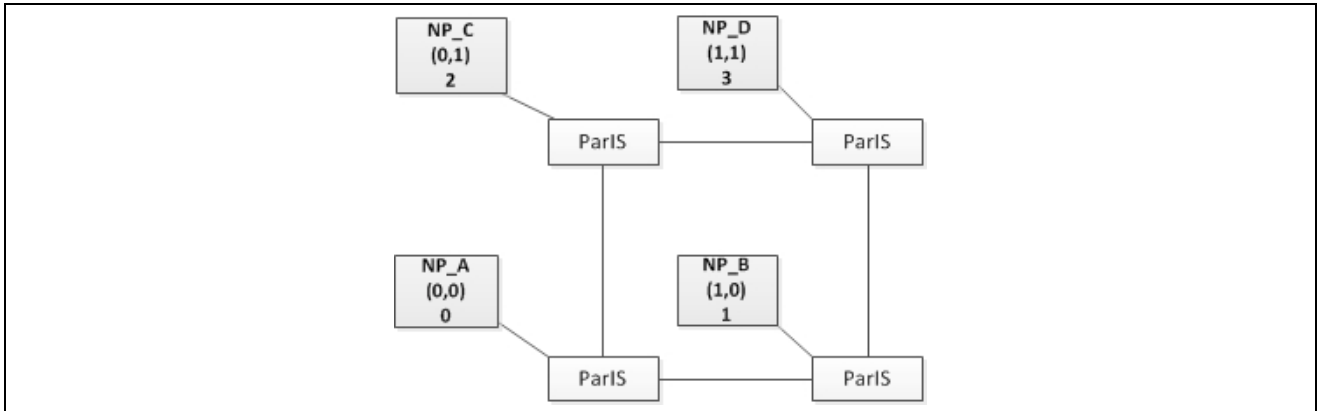 NP_C
(0,1)
2
NP_D
(1,1)
3
ParIS
ParIS
NP_A
(0,0)
0
NP_B
(1,0)
1
ParIS
ParIS